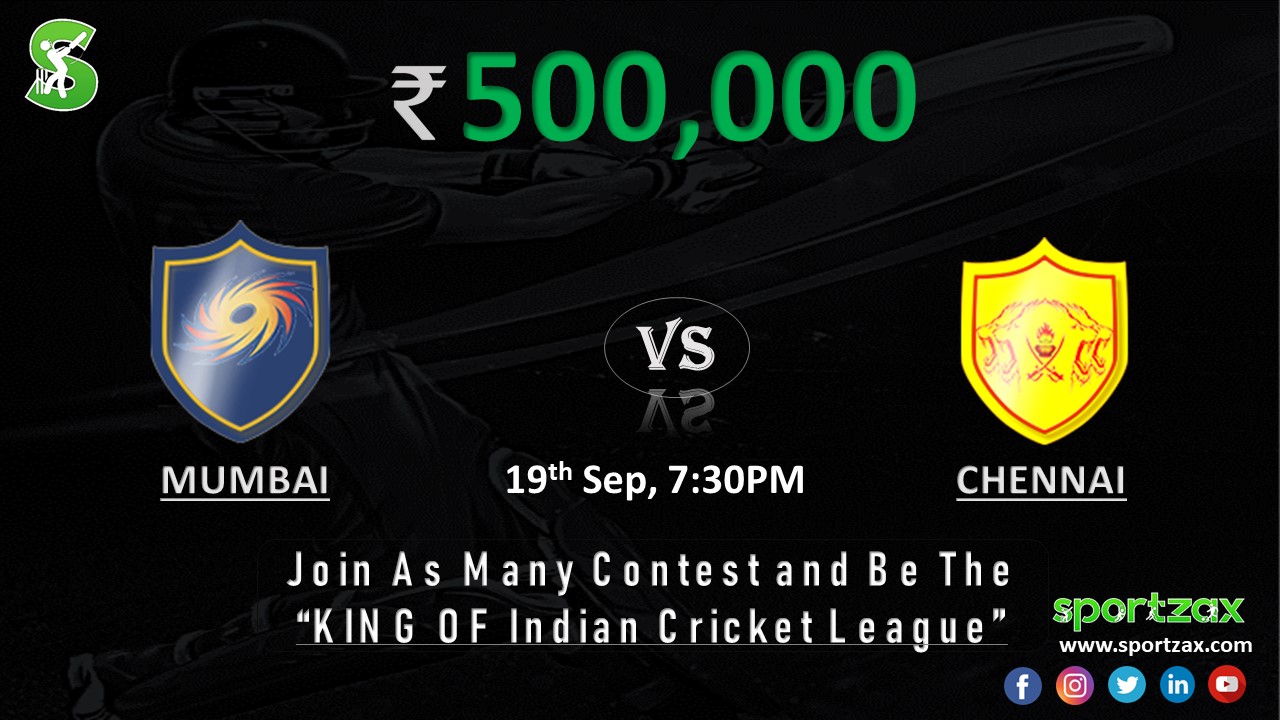 ₹500,000
VS
MUMBAI
19th Sep, 7:30PM
CHENNAI
Join As Many Contest and Be The
“KING OF Indian Cricket League”
sportzax
www.sportzax.com